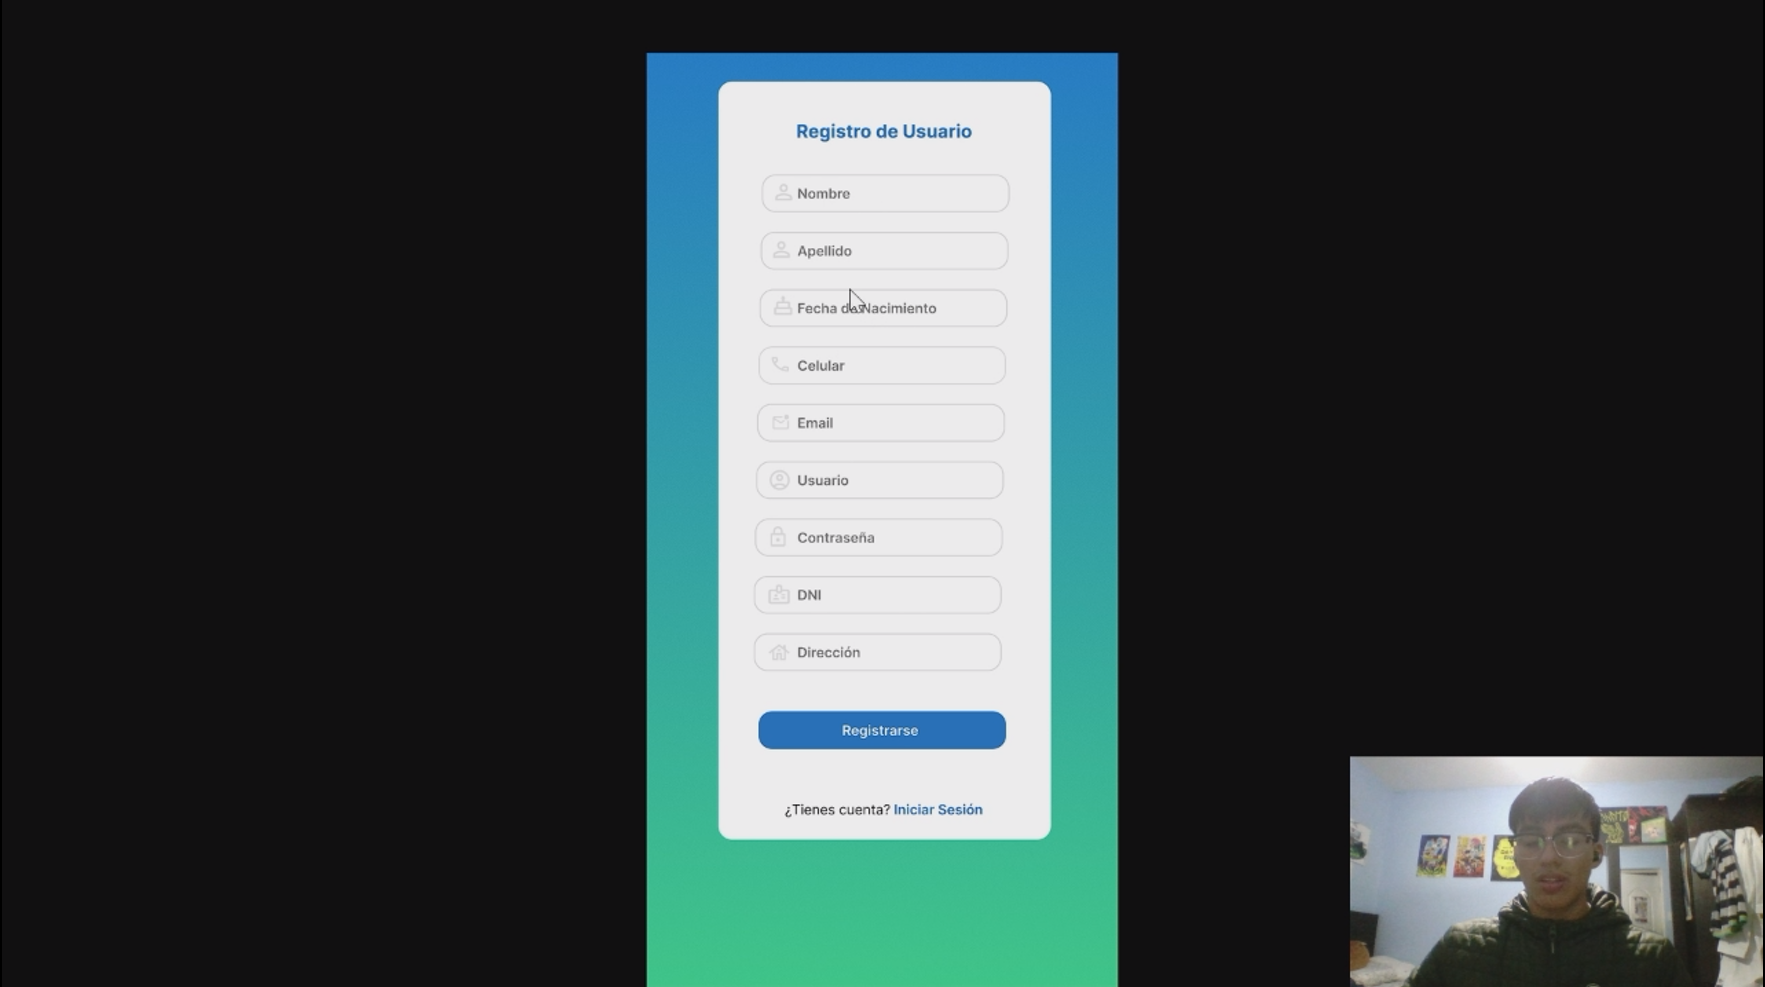 Registro de Usuario
Nombre
Apellido
Fecha de Nacimiento
Celular
Email
Usuario
Contraseña
DNI
Dirección
Registrarse
¿Tienes cuenta? Iniciar Sesión